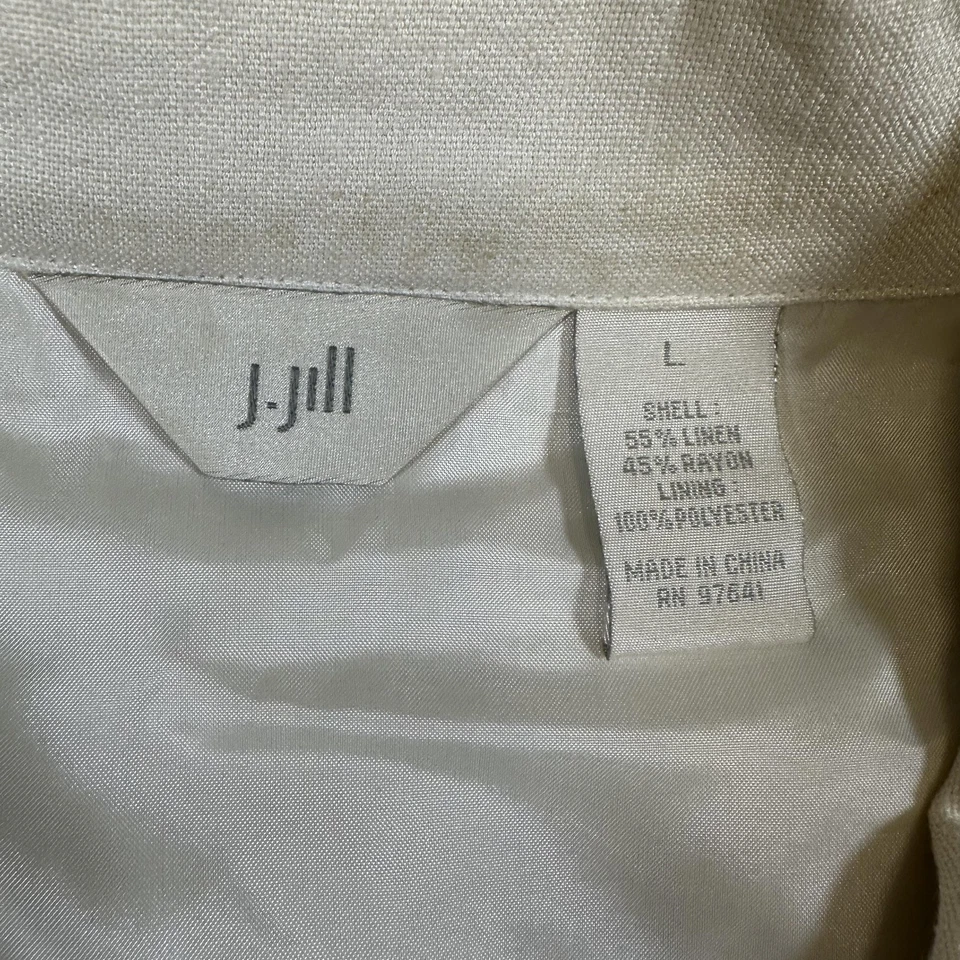 J.Jill
L
SHELL:
55% LINEN
45% RAYON
LINING:
100% POLYESTER
MADE IN CHINA
RN 97641